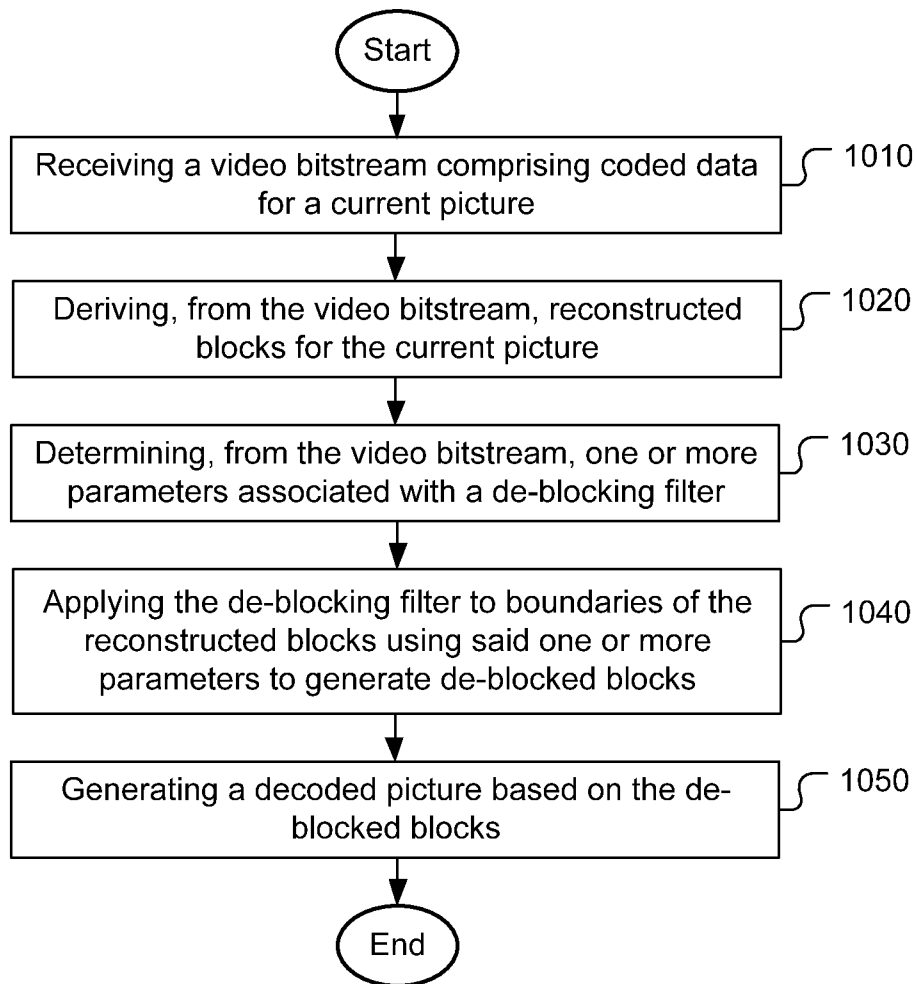 Start
Receiving a video bitstream comprising coded data
for a current picture
1010
Deriving, from the video bitstream, reconstructed
blocks for the current picture
1020
Determining, from the video bitstream, one or more
parameters associated with a de-blocking filter
1030
Applying the de-blocking filter to boundaries of the
reconstructed blocks using said one or more
parameters to generate de-blocked blocks
1040
Generating a decoded picture based on the de-
blocked blocks
1050
End